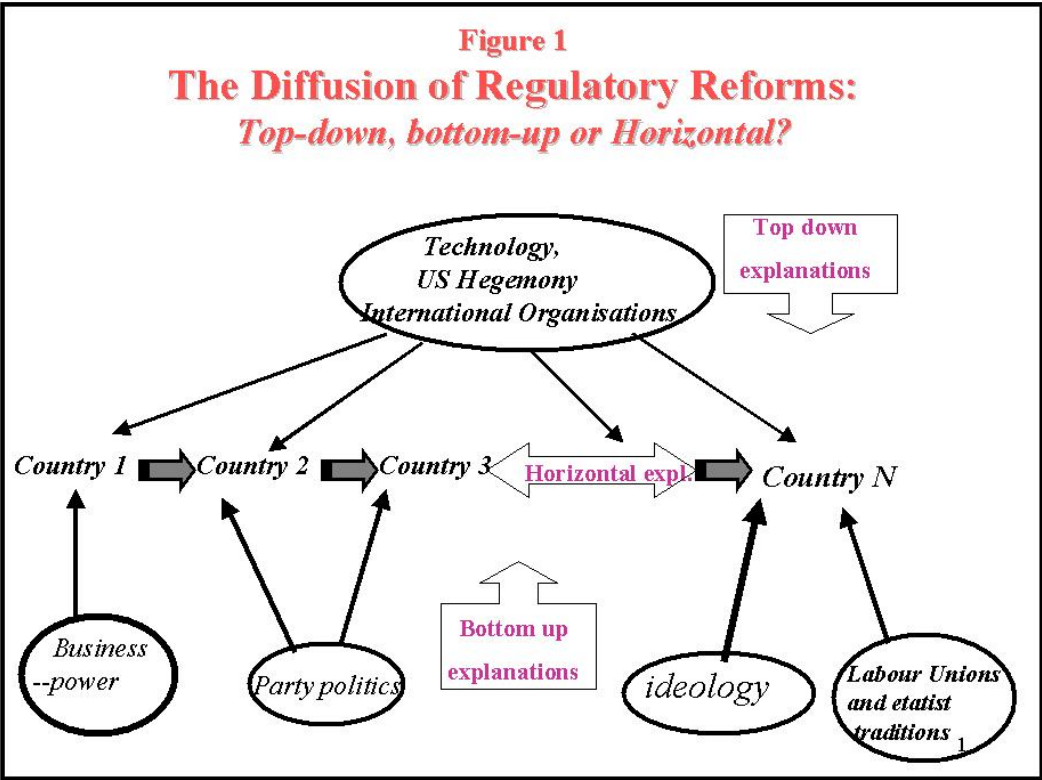 Figure 1
The Diffusion of Regulatory Reforms:
Top-down, bottom-up or Horizontal?
Technology,
US Hegemony
International Organisations
Top down
explanations
Country 1
Country 2
Country 3
Horizontal expl.
Country N
Business
--power
Party politics
Bottom up
explanations
ideology
Labour Unions
and etatist
traditions
1